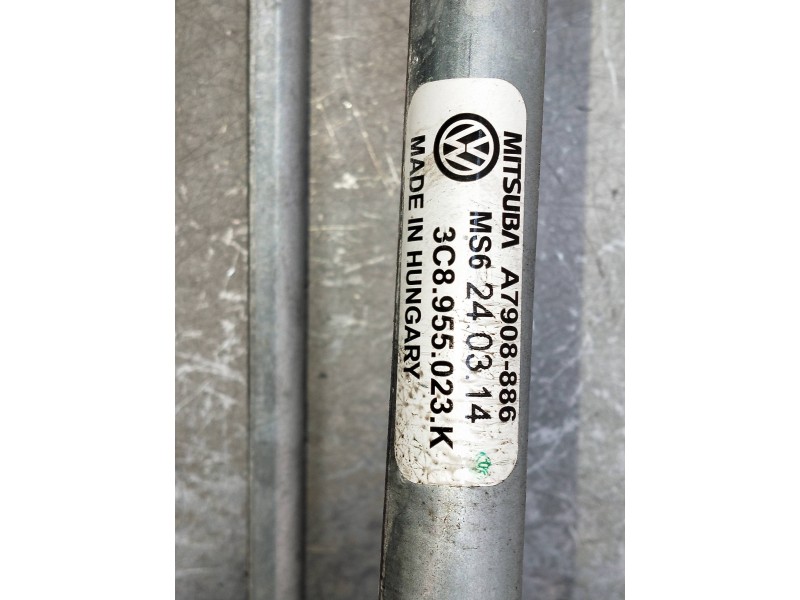 MITSUBA A7908-886
MS6 24.03.14
3C8.955.023.K
MADE IN HUNGARY